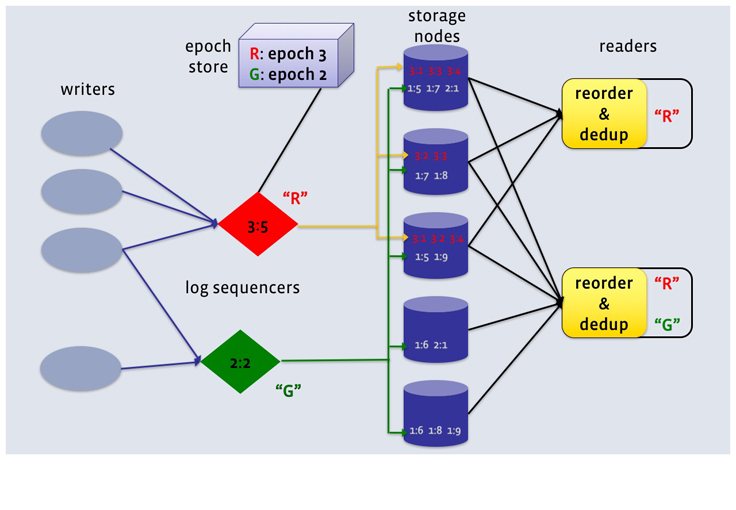 storage
nodes
epoch
store
R: epoch 3
G: epoch 2
readers
writers
3:2 3:3 3:4
1:5 1:7 2:1
reorder
&
dedup
"R"
3:2 3:3
1:7 1:8
"R"
3:5
3:2 3:4
1:5 1:9
log sequencers
reorder
&
dedup
"R"
"G"
1:6 2:1
2:2
"G"
1:6 1:8 1:9